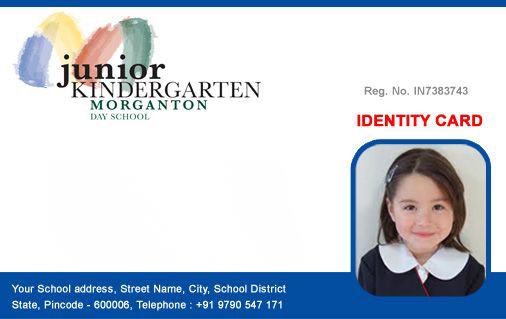 junior
KINDERGARTEN
MORGANTON
DAY SCHOOL
Reg. No. IN7383743
IDENTITY CARD
Your School address, Street Name, City, School District
State, Pincode - 600006, Telephone : +91 9790 547 171